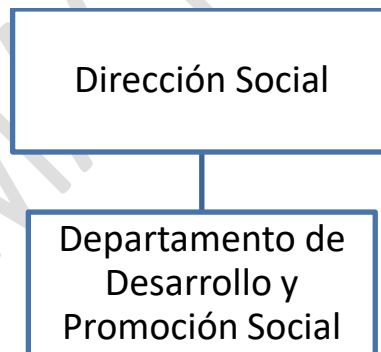 Dirección Social
Departamento de
Desarrollo y
Promoción Social